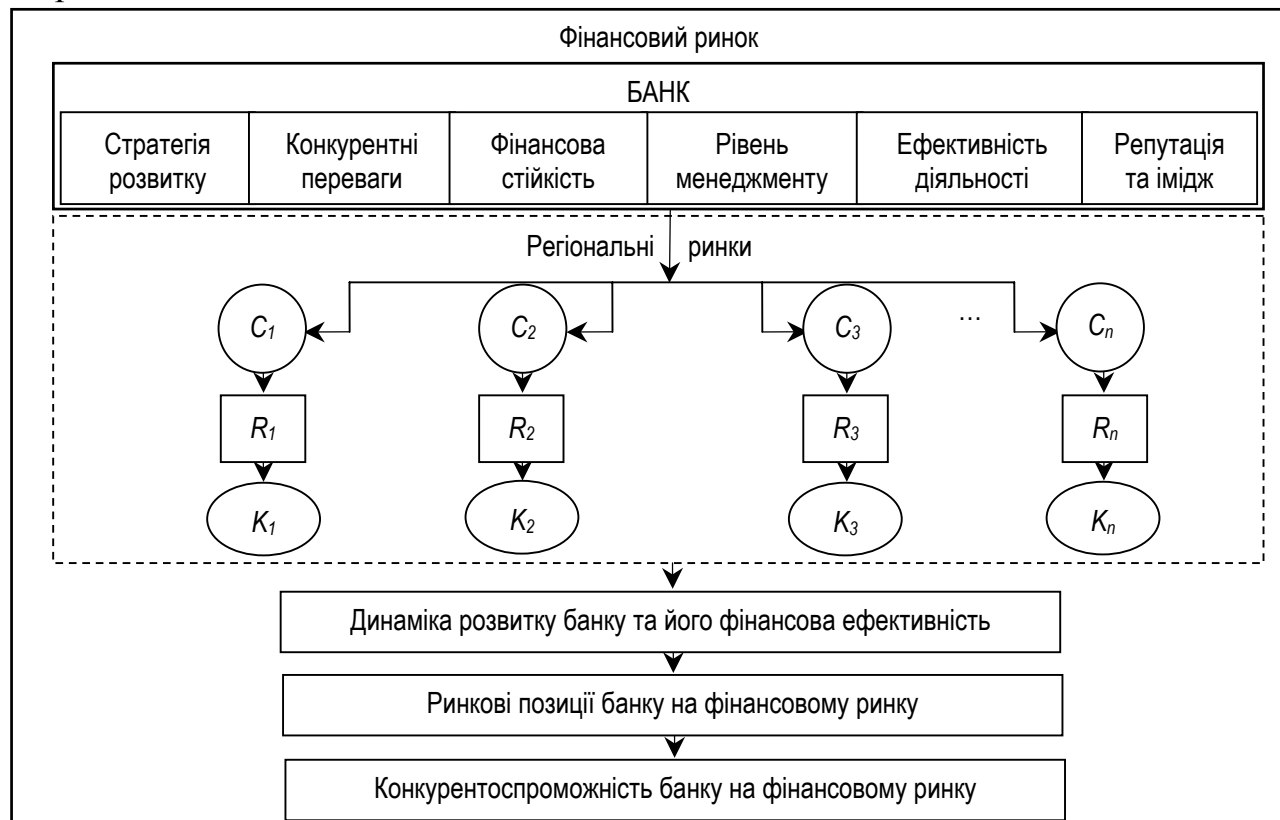 Фінансовий ринок
БАНК
Стратегія
розвитку
Конкурентні
переваги
Фінансова
стійкість
Рівень
менеджменту
Ефективність
діяльності
Репутація
та імідж
Регіональні ринки
C1 C2 C3 … Cn
R1 R2 R3 Rn
K1 K2 K3 Kn
Динаміка розвитку банку та його фінансова ефективність
Ринкові позиції банку на фінансовому ринку
Конкурентоспроможність банку на фінансовому ринку